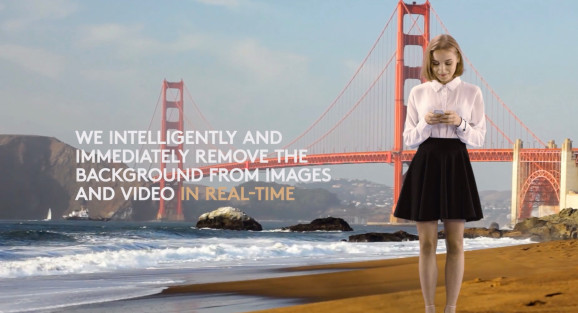 WE INTELLIGENTLY AND
IMMEDIATELY REMOVE THE
BACKGROUND FROM IMAGES
AND VIDEO IN REAL-TIME